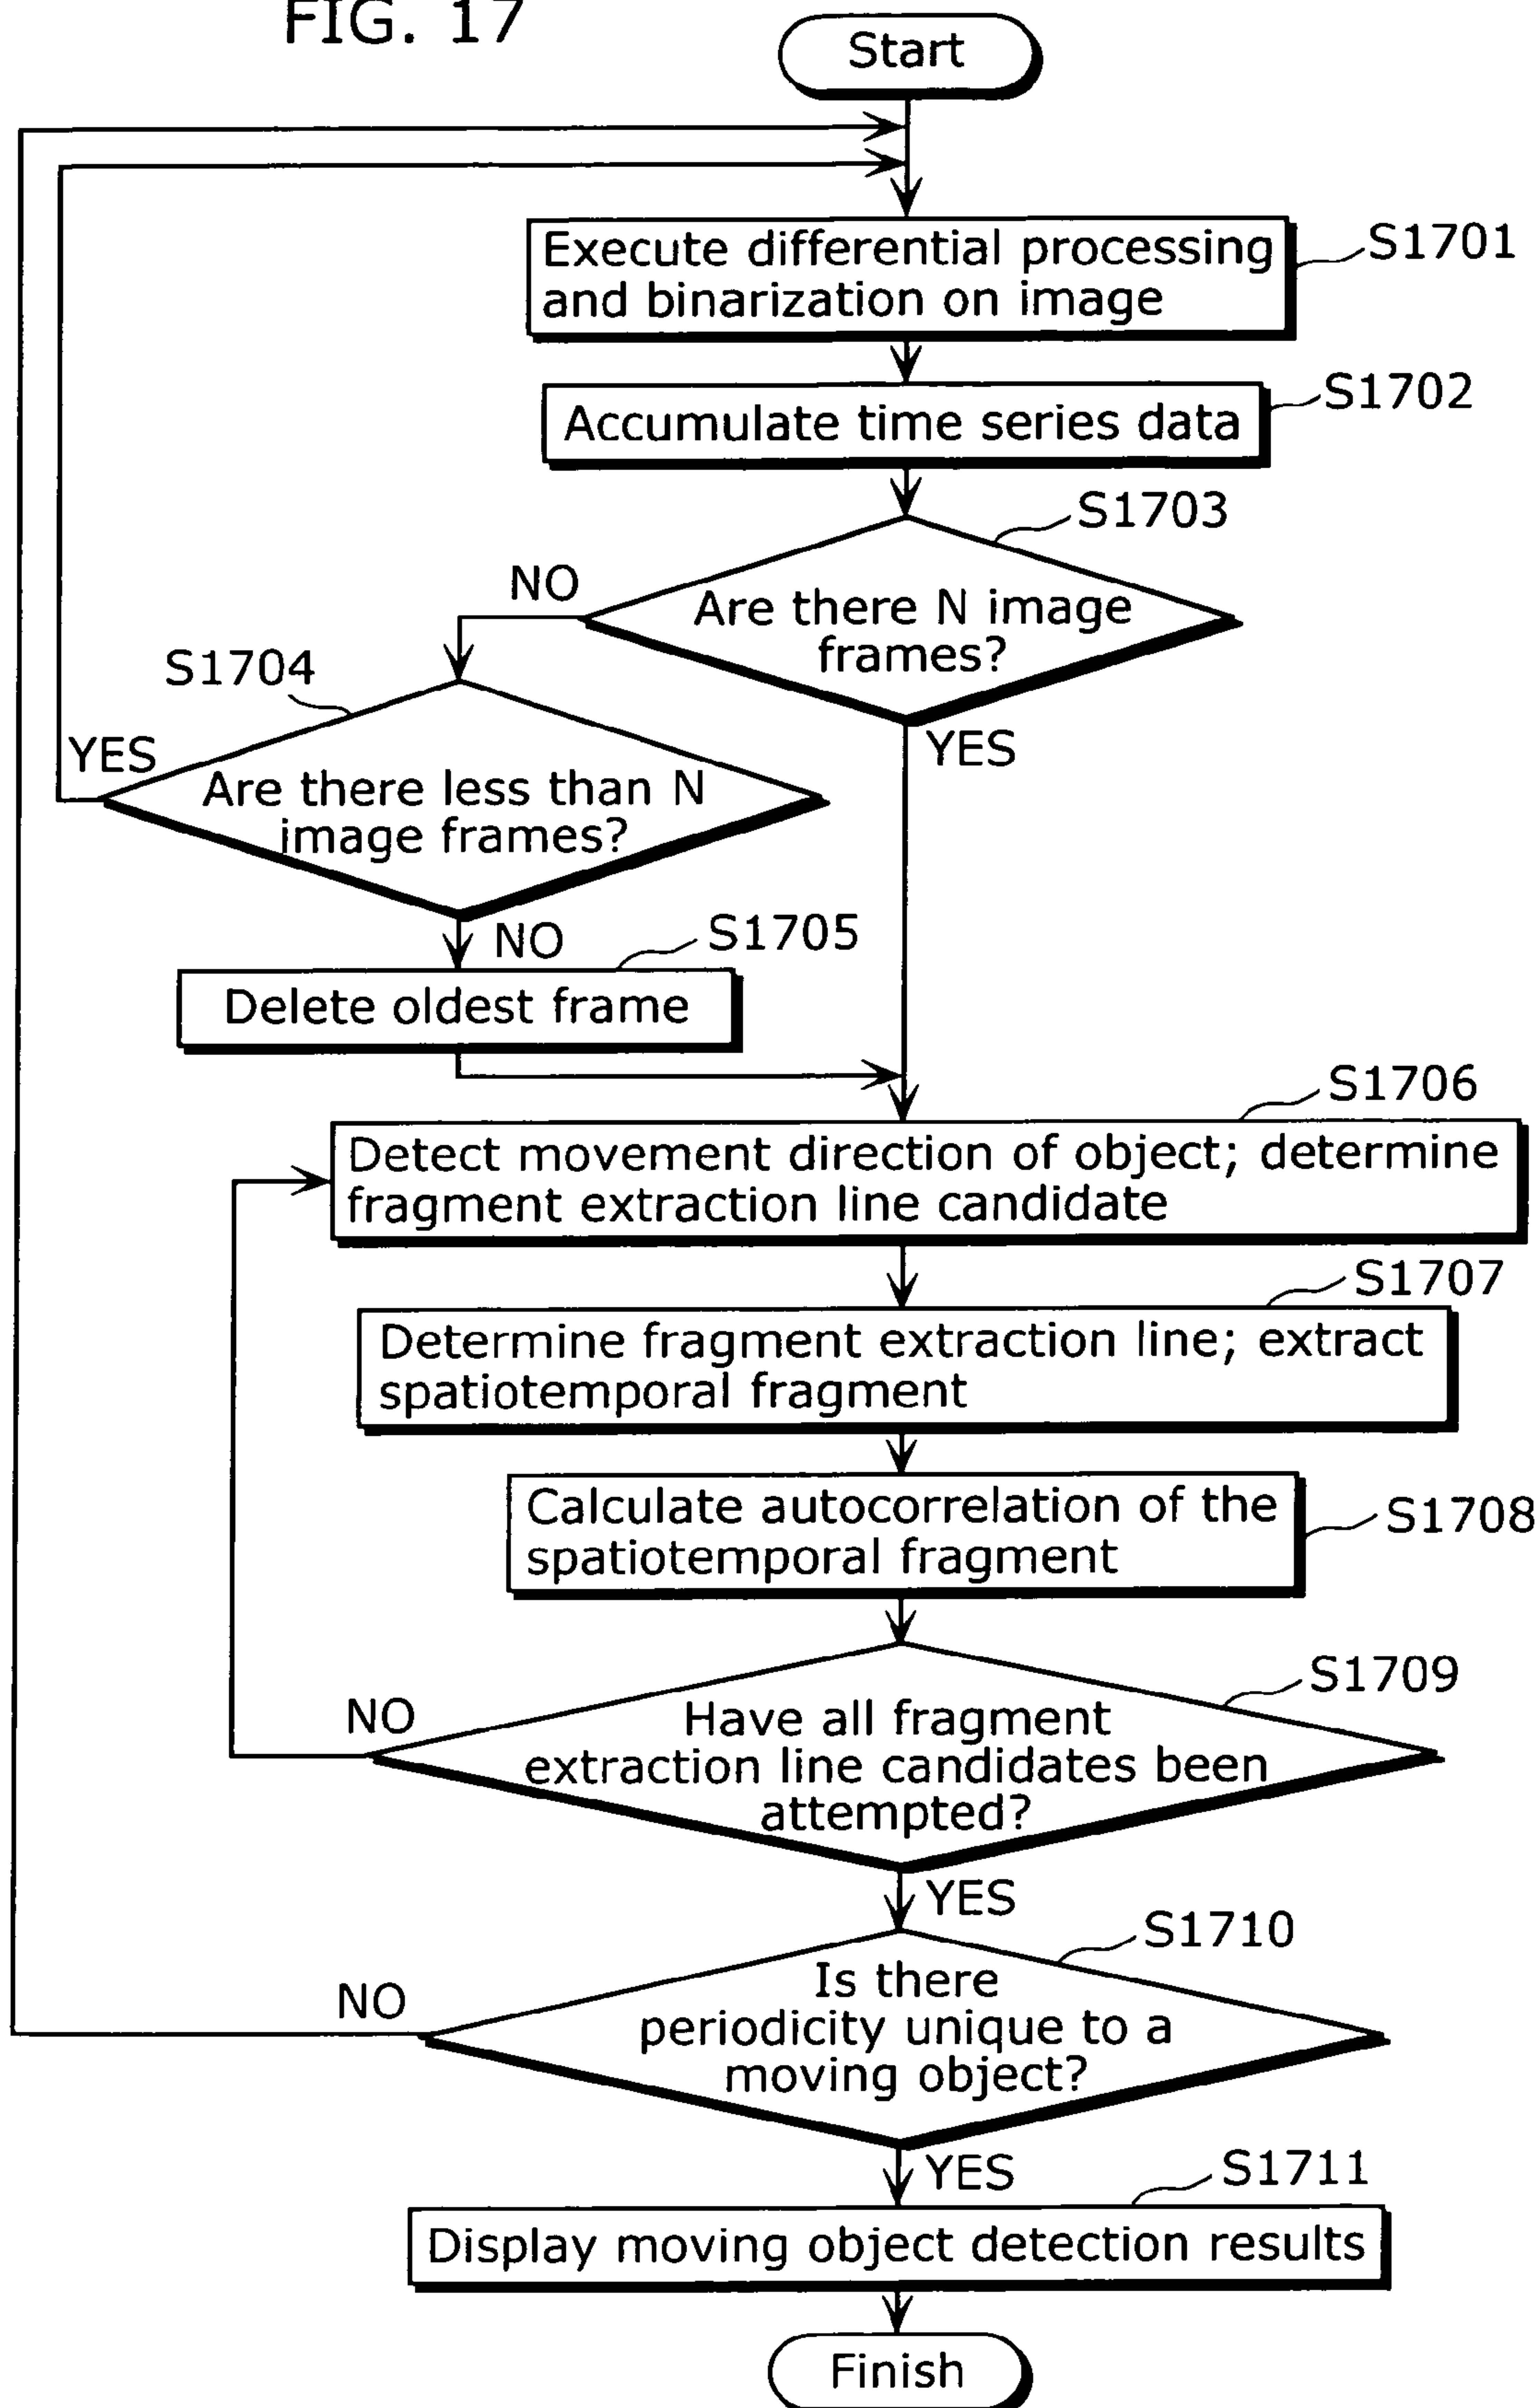 FIG. 17
Start
Execute differential processing
and binarization on image
S1701
Accumulate time series data
S1702
S1703
NO
Are there N image
frames?
S1704
YES
YES
Are there less than N
image frames?
NO
S1705
Delete oldest frame
S1706
Detect movement direction of object; determine
fragment extraction line candidate
S1707
Determine fragment extraction line; extract
spatiotemporal fragment
Calculate autocorrelation of the
spatiotemporal fragment
S1708
S1709
NO
Have all fragment
extraction line candidates been
attempted?
YES
S1710
NO
Is there
periodicity unique to a
moving object?
YES
S1711
Display moving object detection results
Finish